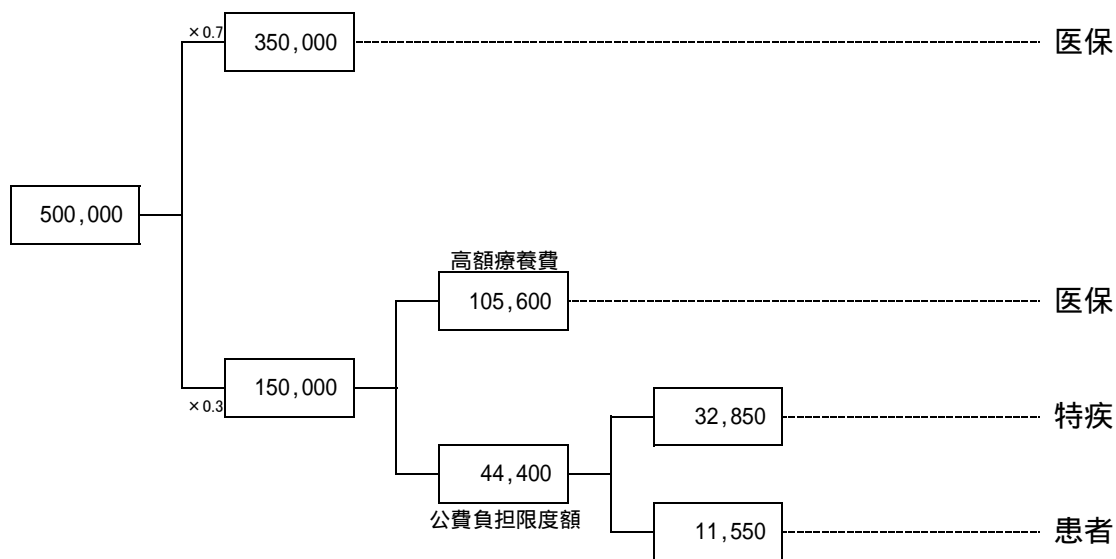 ×0.7
350,000
医保
500,000
高額療養費
105,600
医保
150,000
×0.3
32,850
特疾
44,400
公費負担限度額
11,550
患者